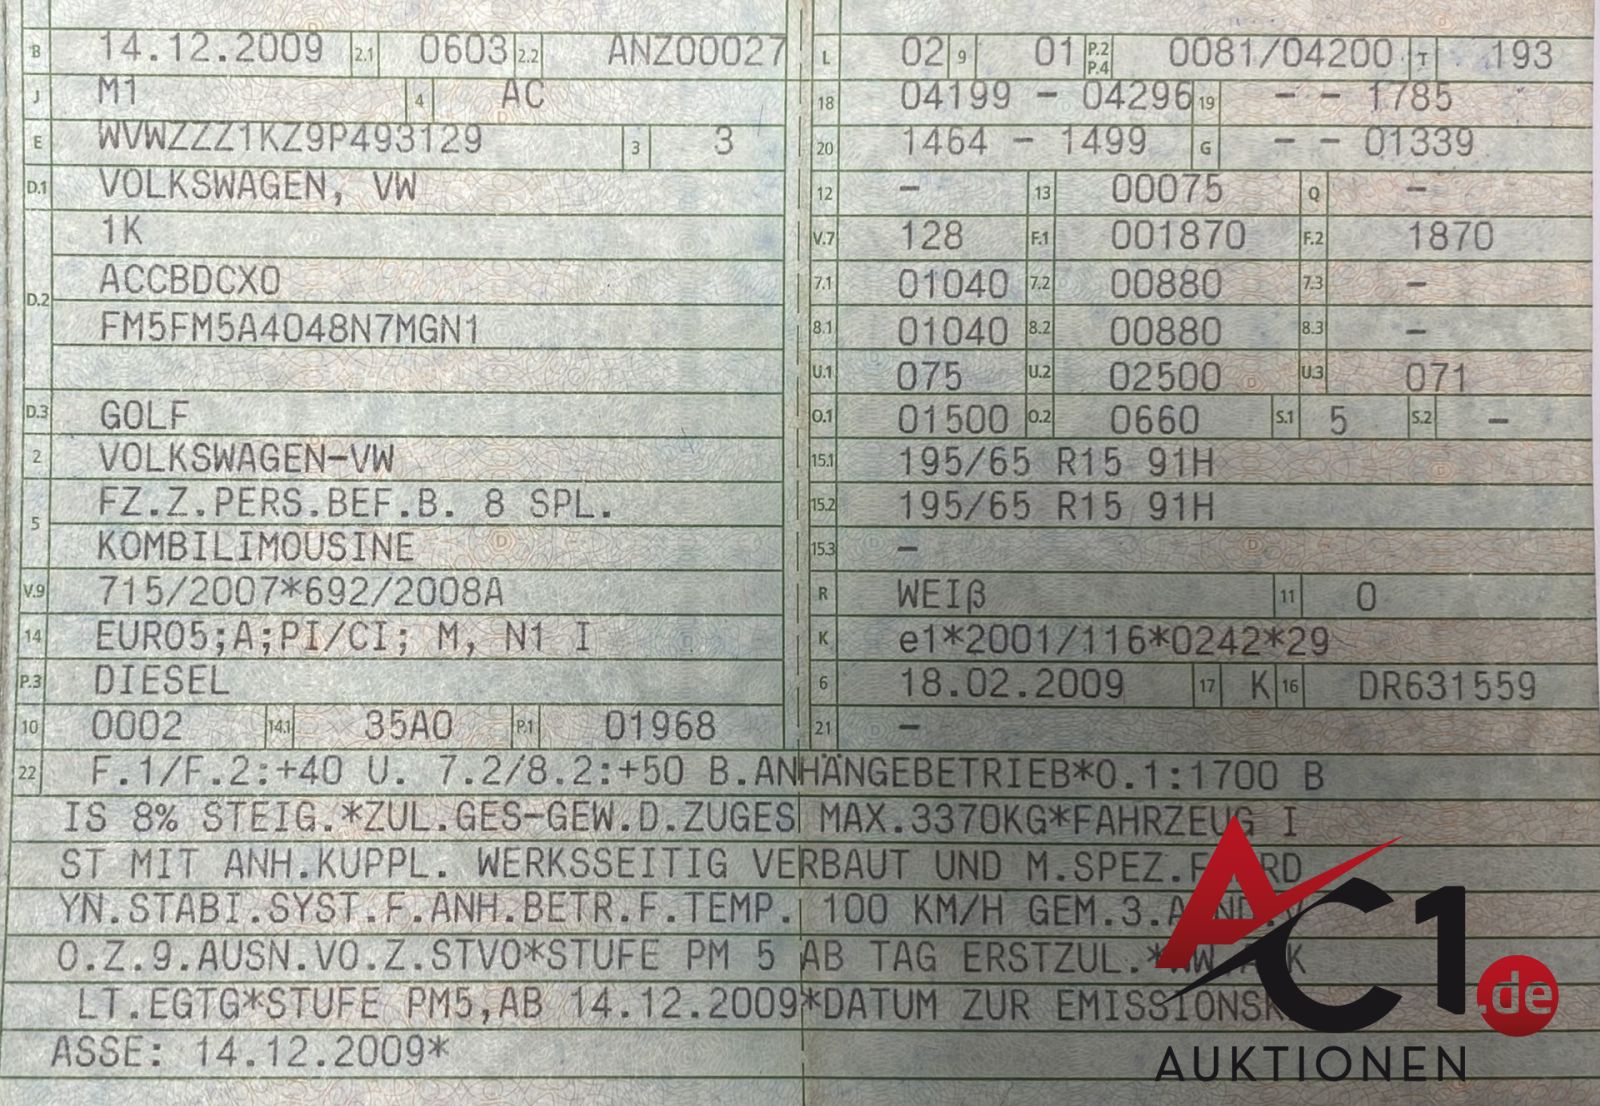 B 14.12.2009 2.1 0603 2.2 ANZ00027
J M1 4 AC
E WVWZZZ1KZ9P493129 3 3
D.1 VOLKSWAGEN, VW
1K
D.2 ACCBDCX0
FM5FM5A4048N7MGN1
D.3 GOLF
2 VOLKSWAGEN-VW
5 FZ.Z.PERS.BEF.B. 8 SPL.
KOMBILIMOUSINE
V.9 715/2007*692/2008A
14 EURO5;A;PI/CI; M, N1 I
P.3 DIESEL
10 0002 14.1 35A0 P.1 01968
L 02 9 01 P.2 P.4 0081/04200 T 193
18 04199 - 04296 19 - - 1785
20 1464 - 1499 G - - 01339
12 - 13 00075 Q -
V.7 128 F.1 001870 F.2 1870
7.1 01040 7.2 00880 7.3 -
8.1 01040 8.2 00880 8.3 -
U.1 075 U.2 02500 U.3 071
O.1 01500 O.2 0660 S.1 5 S.2 -
15.1 195/65 R15 91H
15.2 195/65 R15 91H
15.3 -
R WEIß 11 0
K e1*2001/116*0242*29
6 18.02.2009 17 K 16 DR631559
21 -
22 F.1/F.2:+40 U. 7.2/8.2:+50 B.ANHÄNGEBETRIEB*O.1:1700 B
IS 8% STEIG.*ZUL.GES-GEW.D.ZUGES MAX.3370KG*FAHRZEUG I
ST MIT ANH.KUPPL. WERKSSEITIG VERBAUT UND M.SPEZ.
YN.STABI.SYST.F.ANH.BETR.F.TEMP. 100 KM/H GEM.3.
O.Z.9.AUSN.VO.Z.STVO*STUFE PM 5 AB TAG ERSTZUL.*
LT.EGTG*STUFE PM5,AB 14.12.2009*DATUM ZUR EMISSIONSK
ASSE: 14.12.2009*
AC1.de
AUKTIONEN